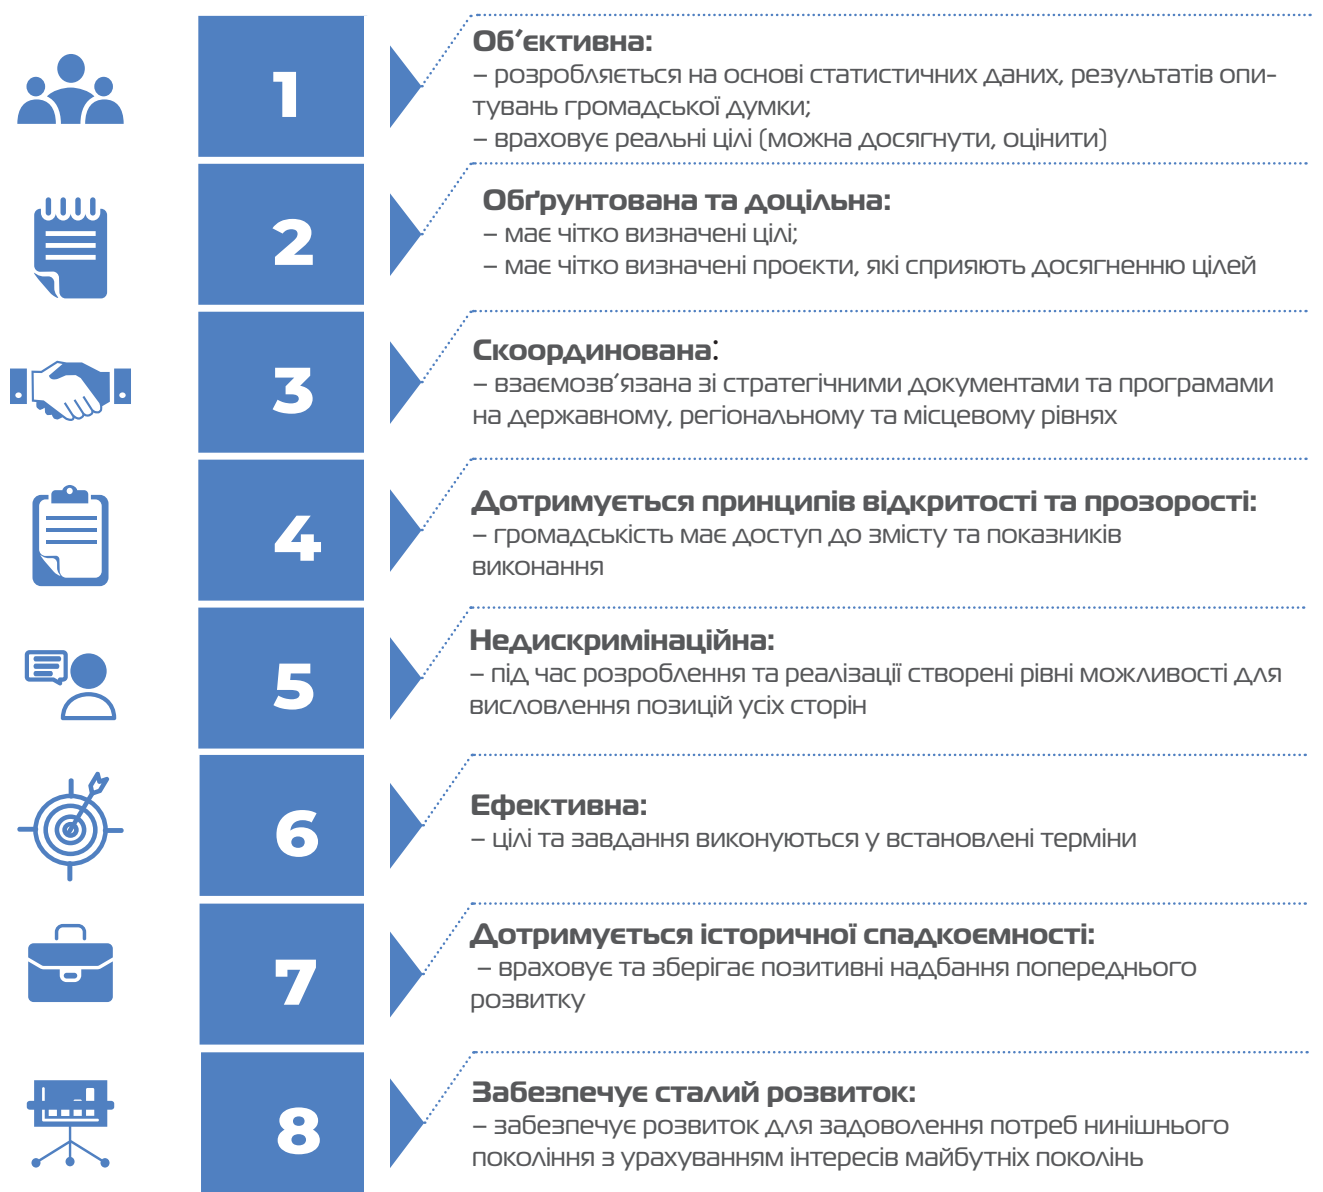 1
Об’єктивна:
– розробляється на основі статистичних даних, результатів опи-
тувань громадської думки;
– враховує реальні цілі (можна досягнути, оцінити)
2
Обґрунтована та доцільна:
– має чітко визначені цілі;
– має чітко визначені проєкти, які сприяють досягненню цілей
3
Скоординована:
– взаємозв’язана зі стратегічними документами та програмами
на державному, регіональному та місцевому рівнях
4
Дотримується принципів відкритості та прозорості:
– громадськість має доступ до змісту та показників
виконання
5
Недискримінаційна:
– під час розроблення та реалізації створені рівні можливості для
висловлення позицій усіх сторін
6
Ефективна:
– цілі та завдання виконуються у встановлені терміни
7
Дотримується історичної спадкоємності:
– враховує та зберігає позитивні надбання попереднього
розвитку
8
Забезпечує сталий розвиток:
– забезпечує розвиток для задоволення потреб нинішнього
покоління з урахуванням інтересів майбутніх поколінь